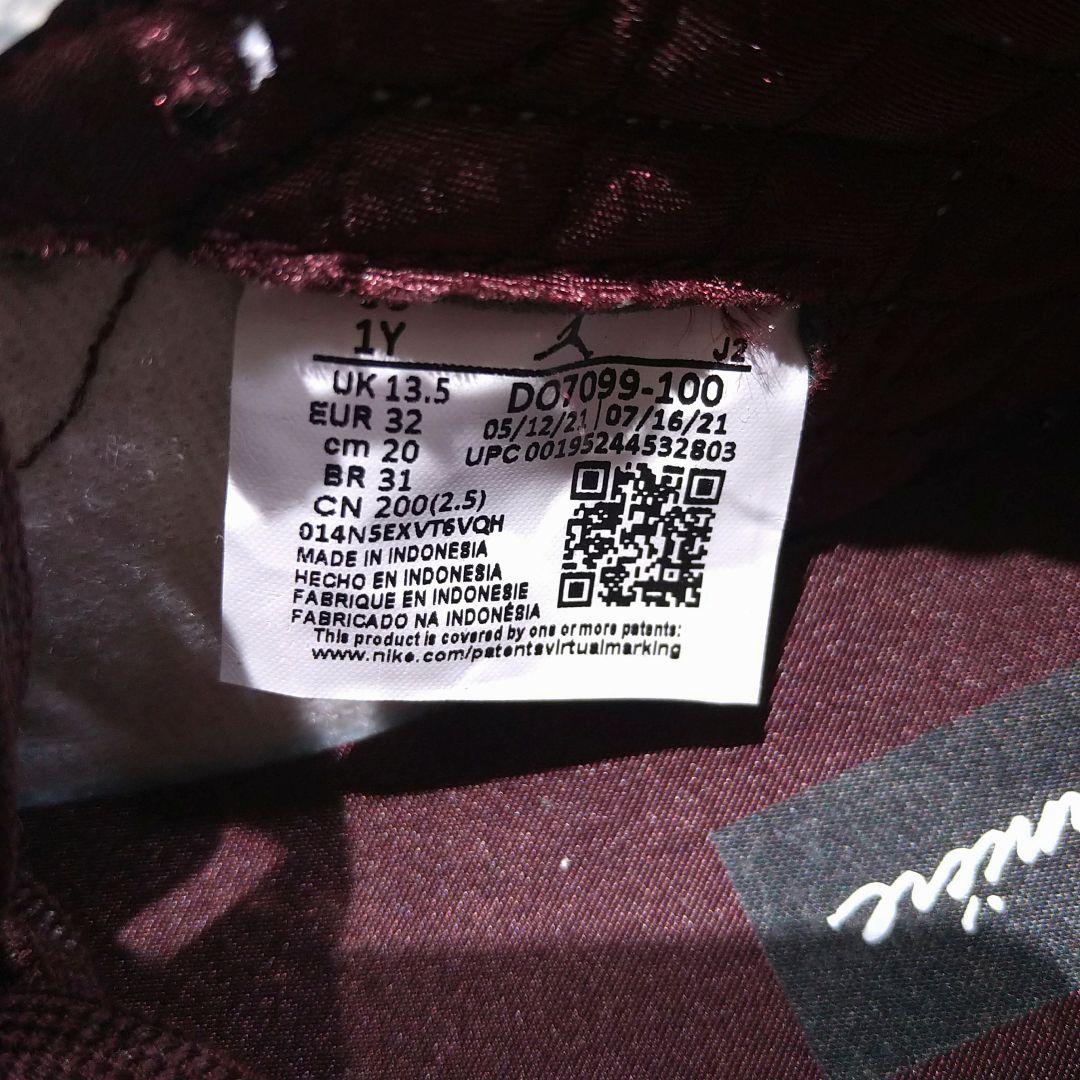 1Y
J2
UK 13.5
EUR 32
cm 20
BR 31
CN 200(2.5)
DO7099-100
05/12/21 07/16/21
UPC 00195244532803
014N5EXVT6VQH
MADE IN INDONESIA
HECHO EN INDONESIA
FABRIQUE EN INDONESIE
FABRICADO NA INDONÉSIA
This product is covered by one or more patents:
www.nike.com/patentsvirtualmarking